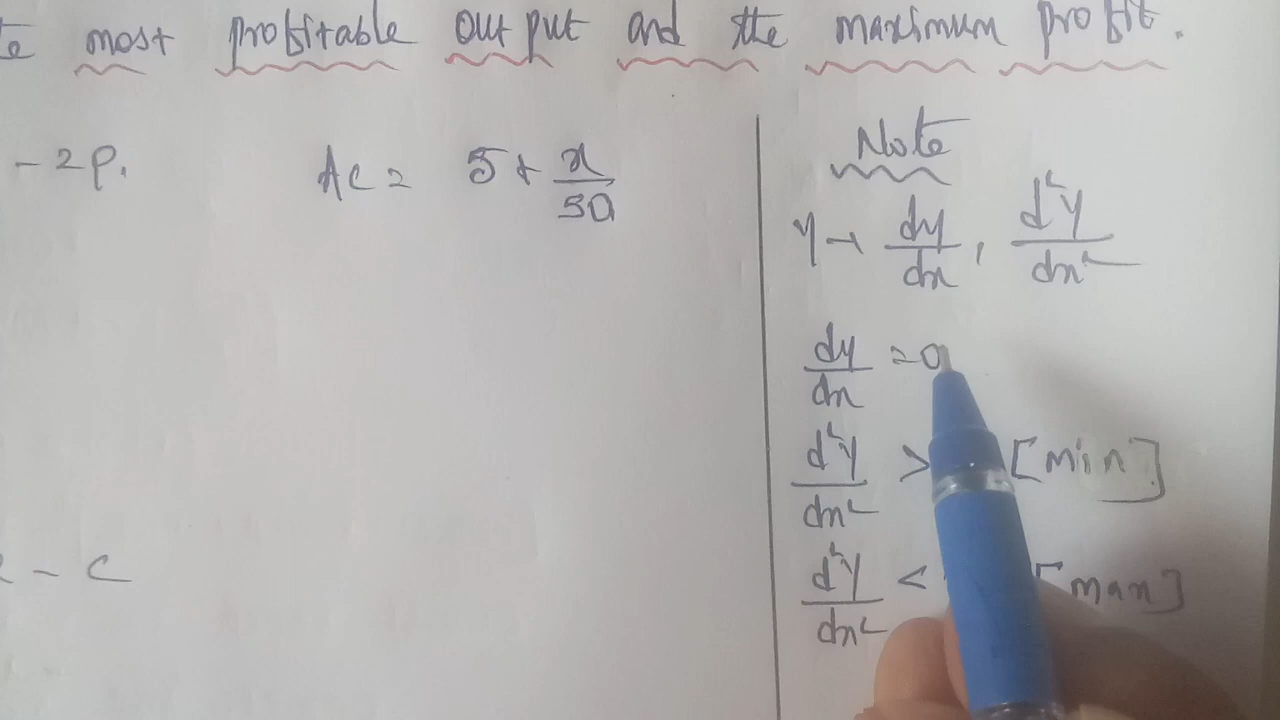 most profitable output and the maximum profit.
- 2p. AC = 5 + x/50
Note
y → dy/dx, d²y/dx²
dy/dx = 0
d²y/dx² > [min]
- C
d²y/dx² < [max]